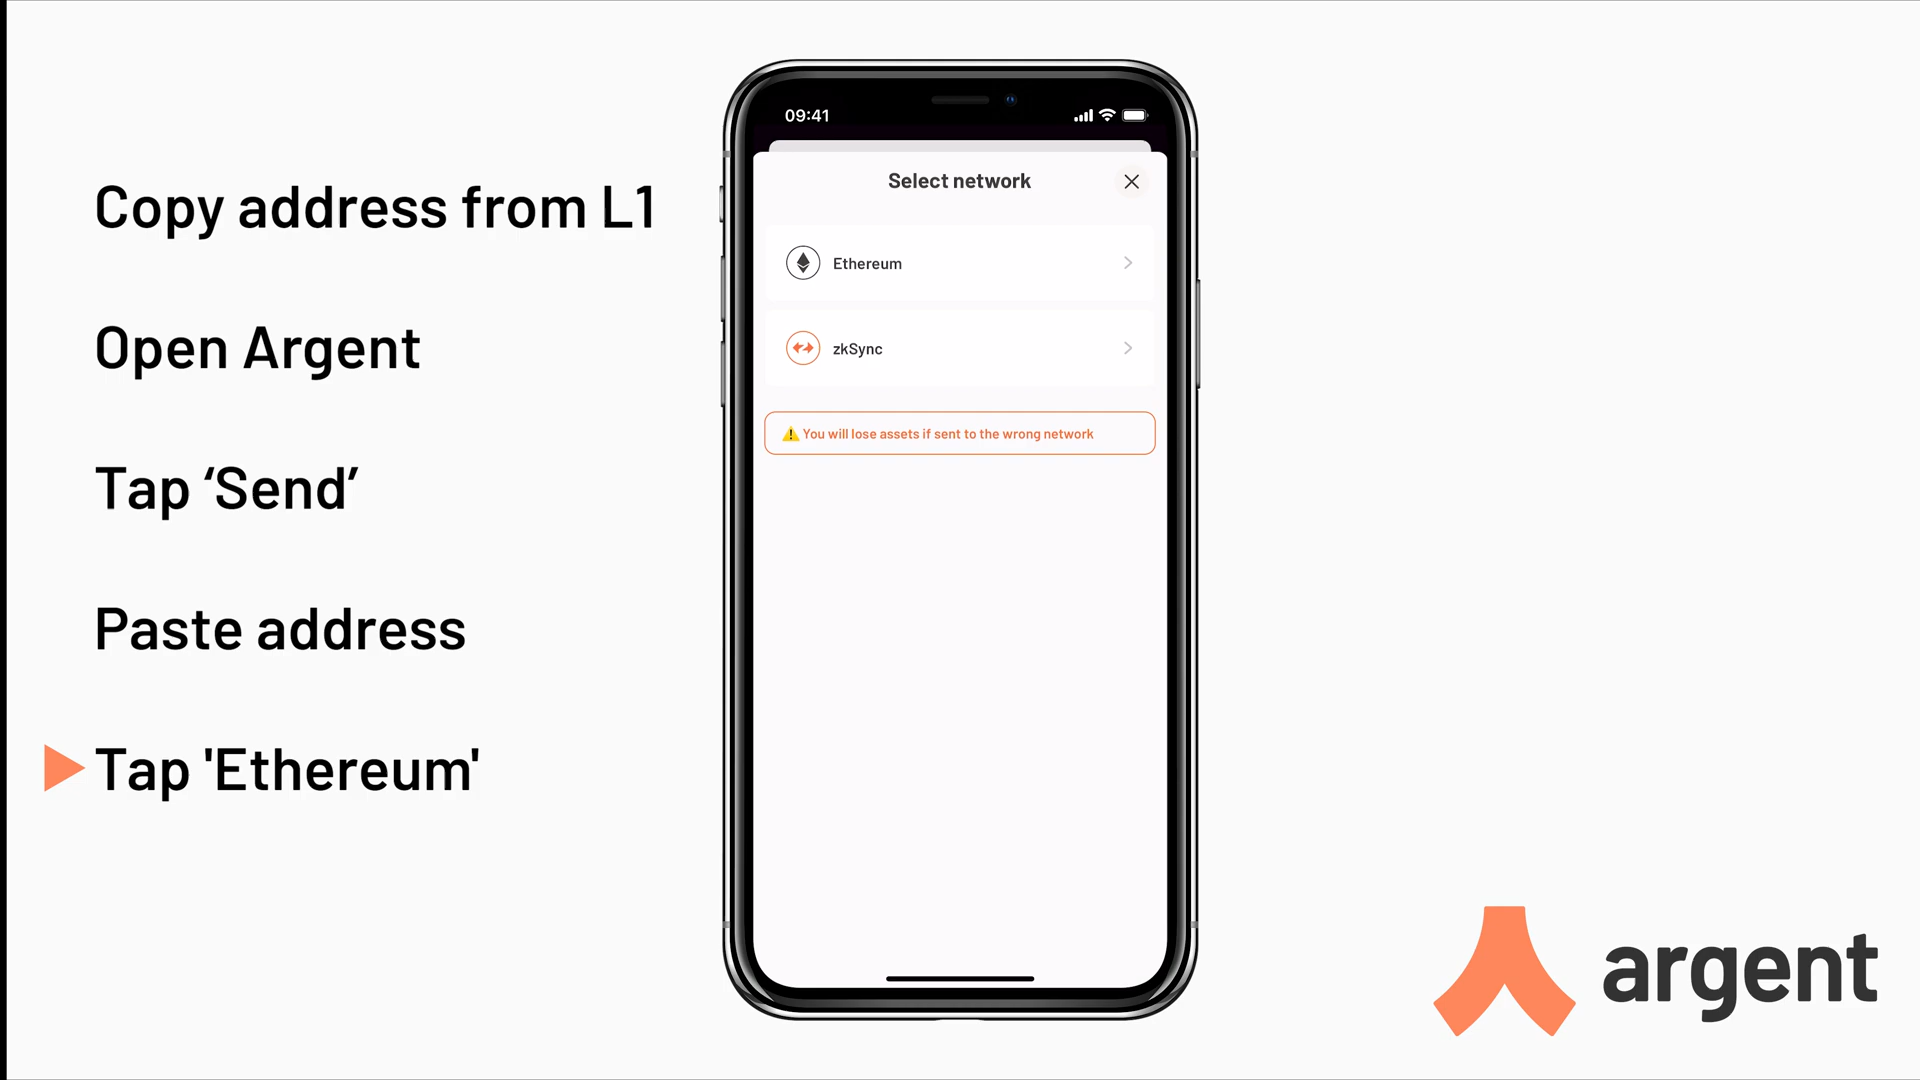 Copy address from L1
Open Argent
Tap ‘Send’
Paste address
Tap 'Ethereum'
09:41
Select network
Ethereum
zkSync
⚠️ You will lose assets if sent to the wrong network
argent